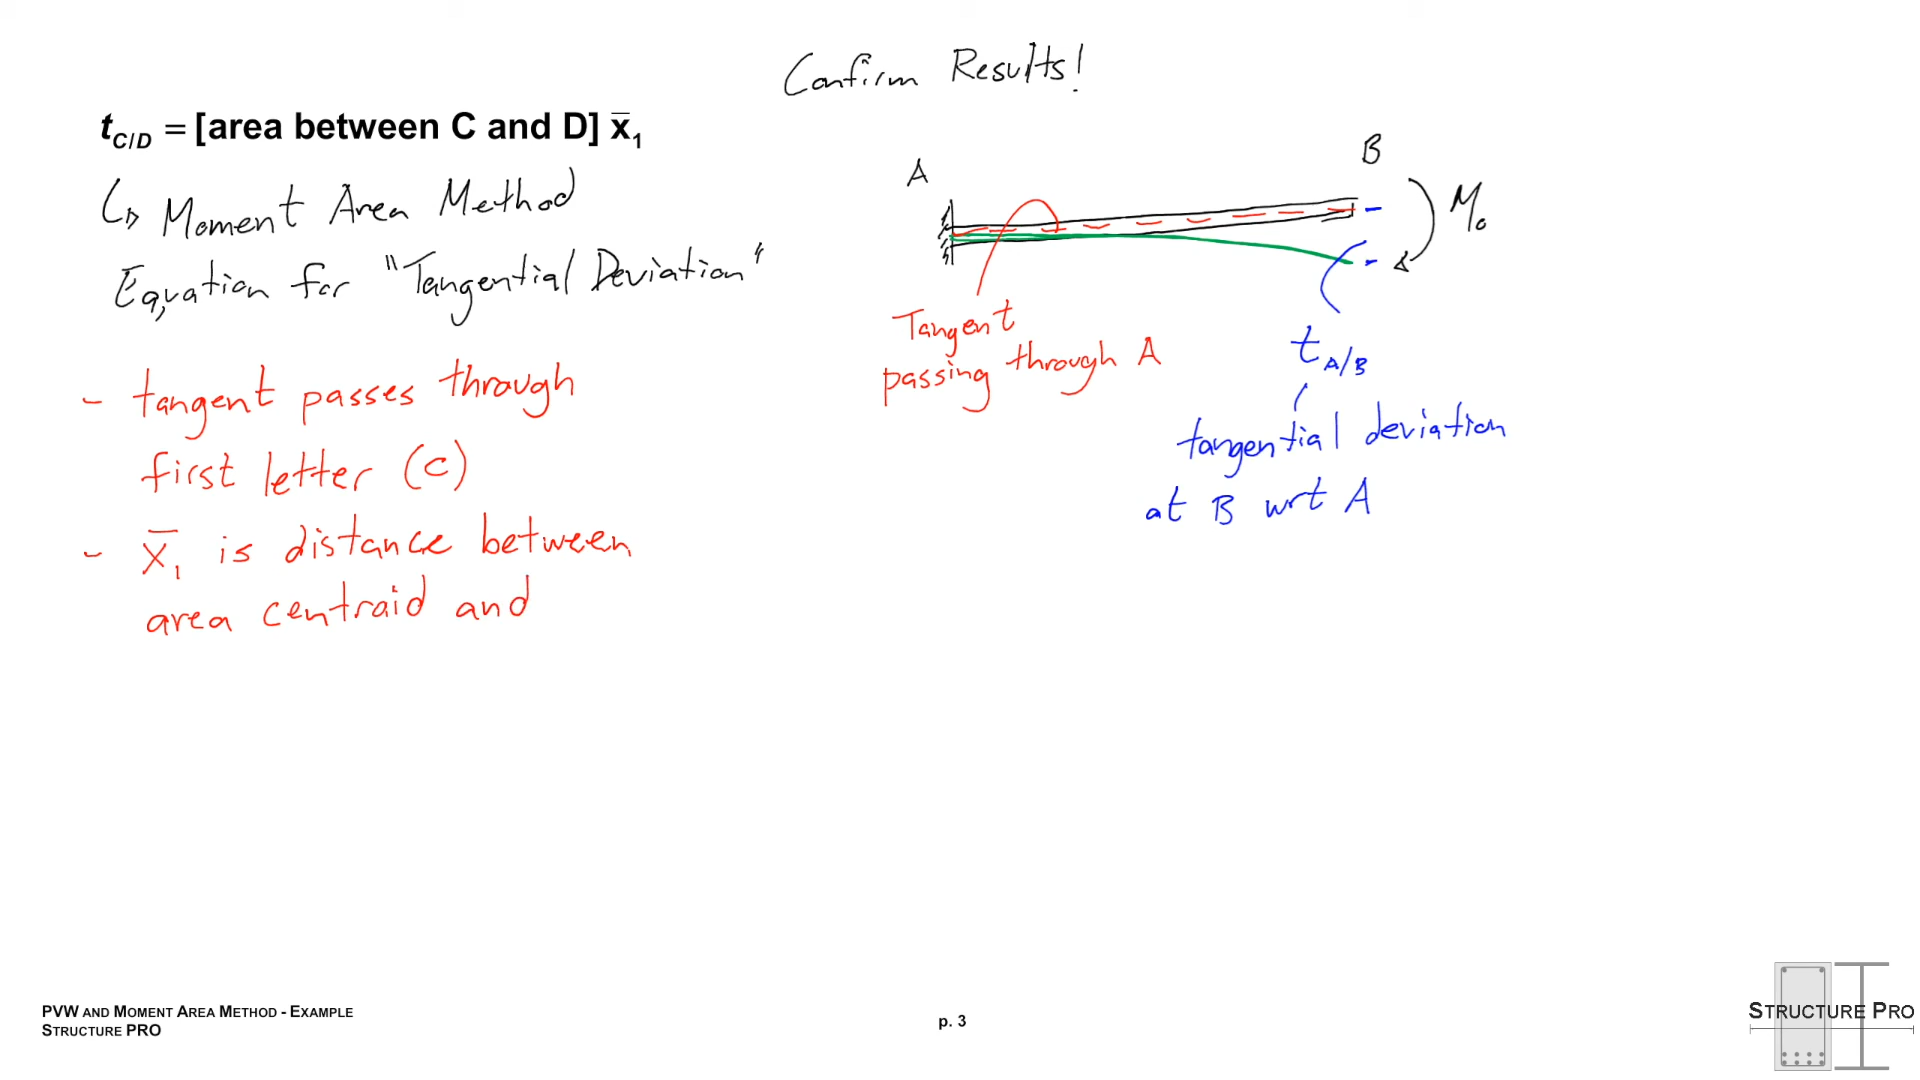 Confirm Results!
t_C/D = [area between C and D] x̄_1
↳ Moment Area Method
Equation for "Tangential Deviation"
- tangent passes through
first letter (c)
- x̄_1 is distance between
area centraid and
A
B
M_o
Tangent
passing through A
t_A/B
tangential deviation
at B wrt A
PVW AND MOMENT AREA METHOD - EXAMPLE
STRUCTURE PRO
p. 3
STRUCTURE PRO